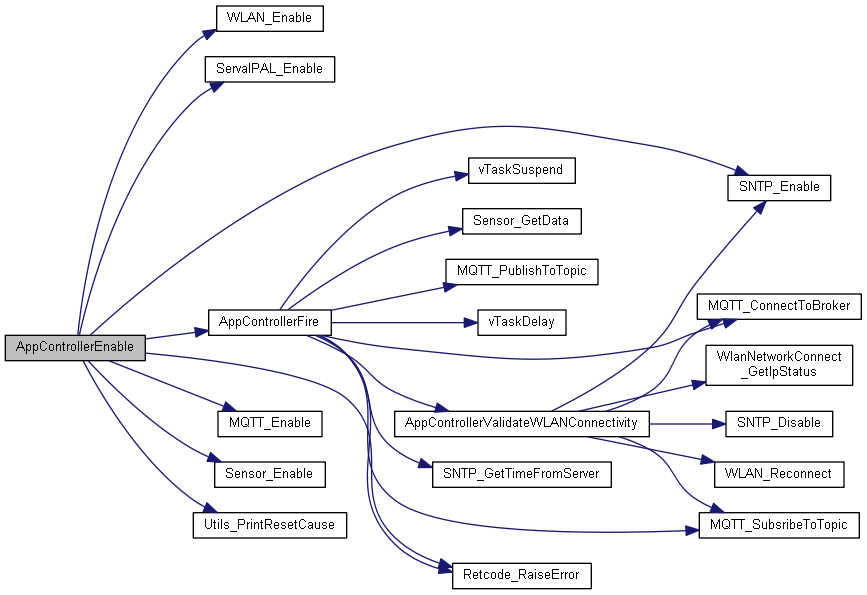 WLAN_Enable
ServalPAL_Enable
vTaskSuspend
SNTP_Enable
Sensor_GetData
MQTT_PublishToTopic
AppControllerFire
vTaskDelay
MQTT_ConnectToBroker
AppControllerEnable
WlanNetworkConnect
_GetIpStatus
MQTT_Enable
AppControllerValidateWLANConnectivity
SNTP_Disable
Sensor_Enable
SNTP_GetTimeFromServer
WLAN_Reconnect
Utils_PrintResetCause
MQTT_SubsribeToTopic
Retcode_RaiseError